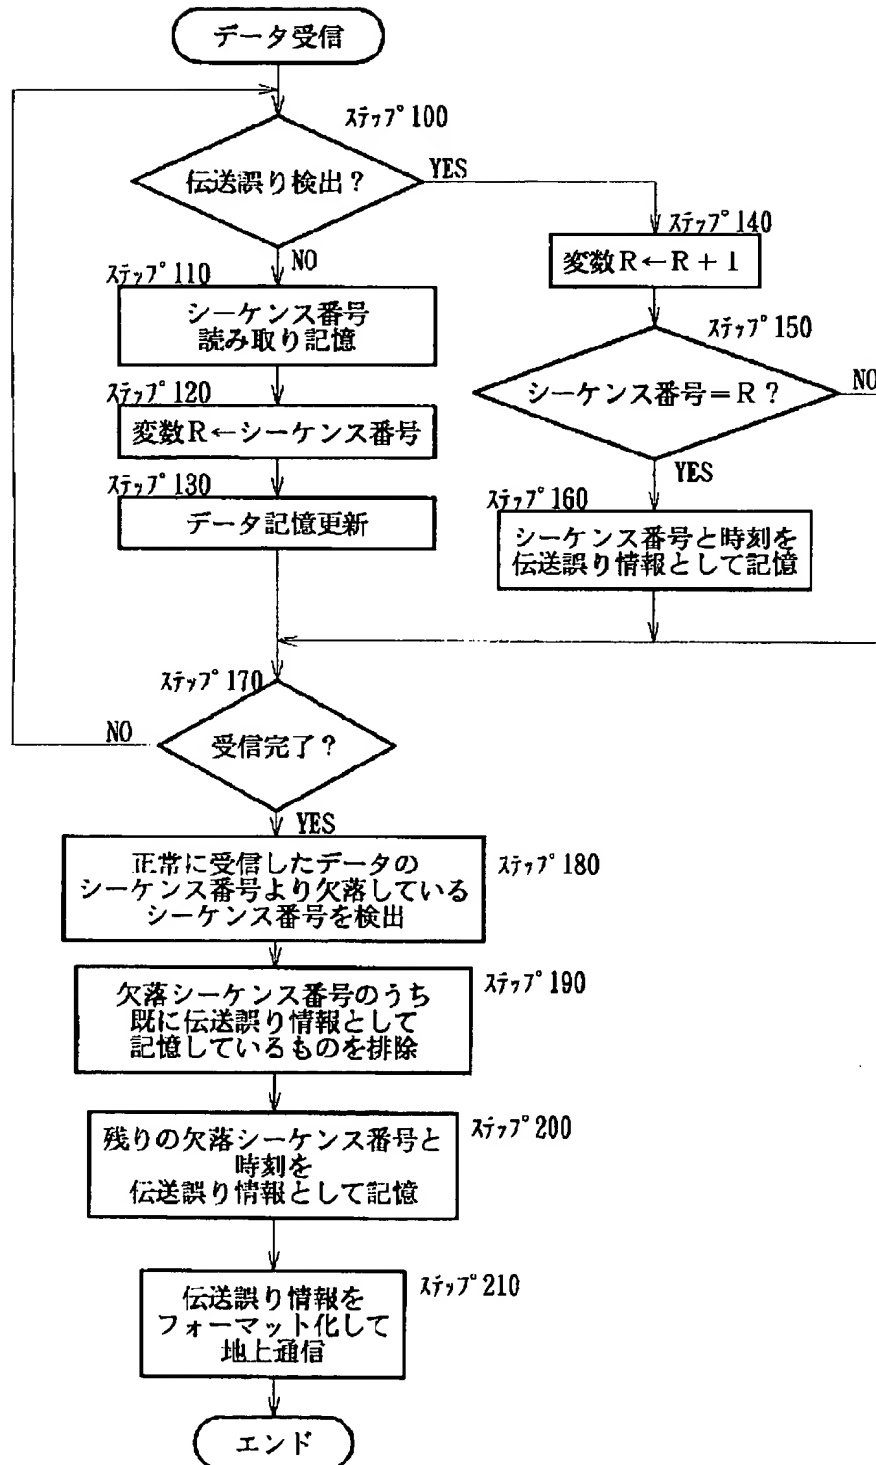 データ受信
ステップ100
伝送誤り検出?
YES
ステップ140
変数R←R+1
NO
ステップ110
シーケンス番号
読み取り記憶
ステップ150
シーケンス番号=R?
NO
ステップ120
変数R←シーケンス番号
YES
ステップ130
データ記憶更新
ステップ160
シーケンス番号と時刻を
伝送誤り情報として記憶
ステップ170
受信完了?
NO
YES
正常に受信したデータの
シーケンス番号より欠落している
シーケンス番号を検出
ステップ180
欠落シーケンス番号のうち
既に伝送誤り情報として
記憶しているものを排除
ステップ190
残りの欠落シーケンス番号と
時刻を
伝送誤り情報として記憶
ステップ200
伝送誤り情報を
フォーマット化して
地上通信
ステップ210
エンド